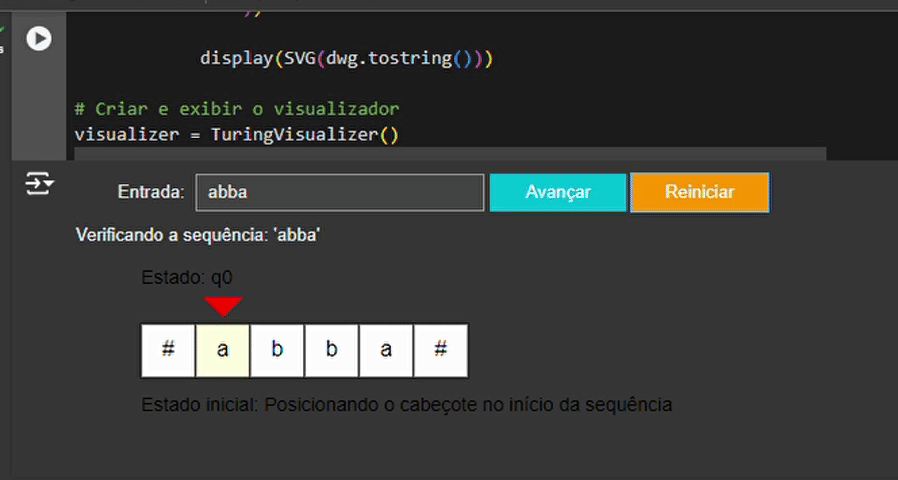 display(SVG(dwg.tostring()))
# Criar e exibir o visualizador
visualizer = TuringVisualizer()
Entrada: abba Avançar Reiniciar
Verificando a sequência: 'abba'
Estado: q0
# a b b a #
Estado inicial: Posicionando o cabeçote no início da sequência